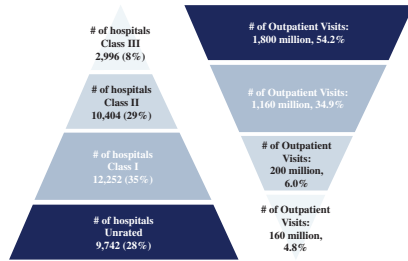 # of hospitals
Class III
2,996 (8%)
# of hospitals
Class II
10,404 (29%)
# of hospitals
Class I
12,252 (35%)
# of hospitals
Unrated
9,742 (28%)
# of Outpatient Visits:
1,800 million, 54.2%
# of Outpatient Visits:
1,160 million, 34.9%
# of Outpatient
Visits:
200 million,
6.0%
# of Outpatient
Visits:
160 million,
4.8%